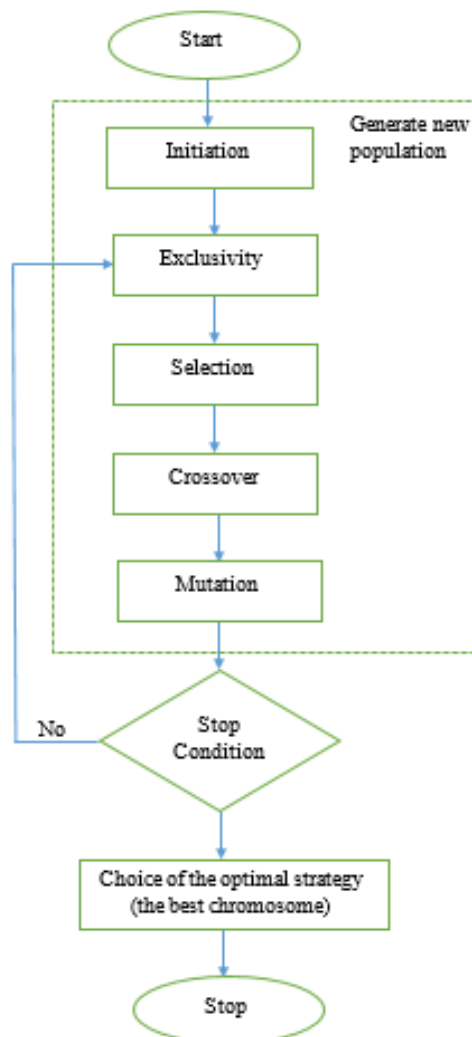 Start
Generate new
population
Initiation
Exclusivity
Selection
Crossover
Mutation
Stop
Condition
No
Choice of the optimal strategy
(the best chromosome)
Stop